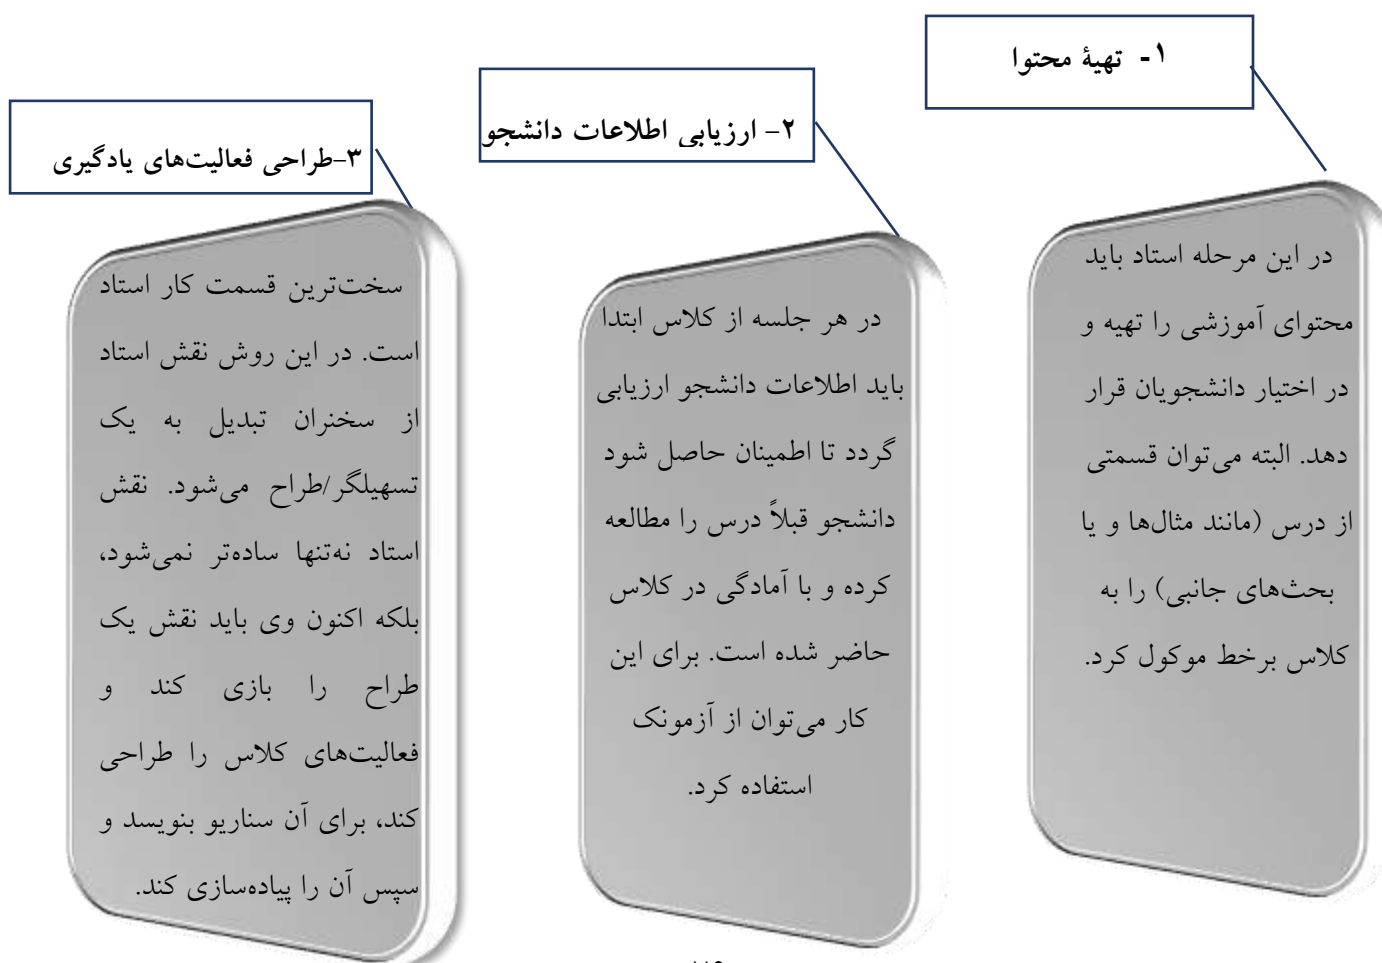 ۱- تهیهٔ محتوا
در این مرحله استاد باید
محتوای آموزشی را تهیه و
در اختیار دانشجویان قرار
دهد. البته می‌توان قسمتی
از درس (مانند مثال‌ها و یا
بحث‌های جانبی) را به
کلاس برخط موکول کرد.
۲- ارزیابی اطلاعات دانشجو
در هر جلسه از کلاس ابتدا
باید اطلاعات دانشجو ارزیابی
گردد تا اطمینان حاصل شود
دانشجو قبلاً درس را مطالعه
کرده و با آمادگی در کلاس
حاضر شده است. برای این
کار می‌توان از آزمونک
استفاده کرد.
۳-طراحی فعالیت‌های یادگیری
سخت‌ترین قسمت کار استاد
است. در این روش نقش استاد
از سخنران تبدیل به یک
تسهیلگر/طراح می‌شود. نقش
استاد نه‌تنها ساده‌تر نمی‌شود،
بلکه اکنون وی باید نقش یک
طراح را بازی کند و
فعالیت‌های کلاس را طراحی
کند، برای آن سناریو بنویسد و
سپس آن را پیاده‌سازی کند.